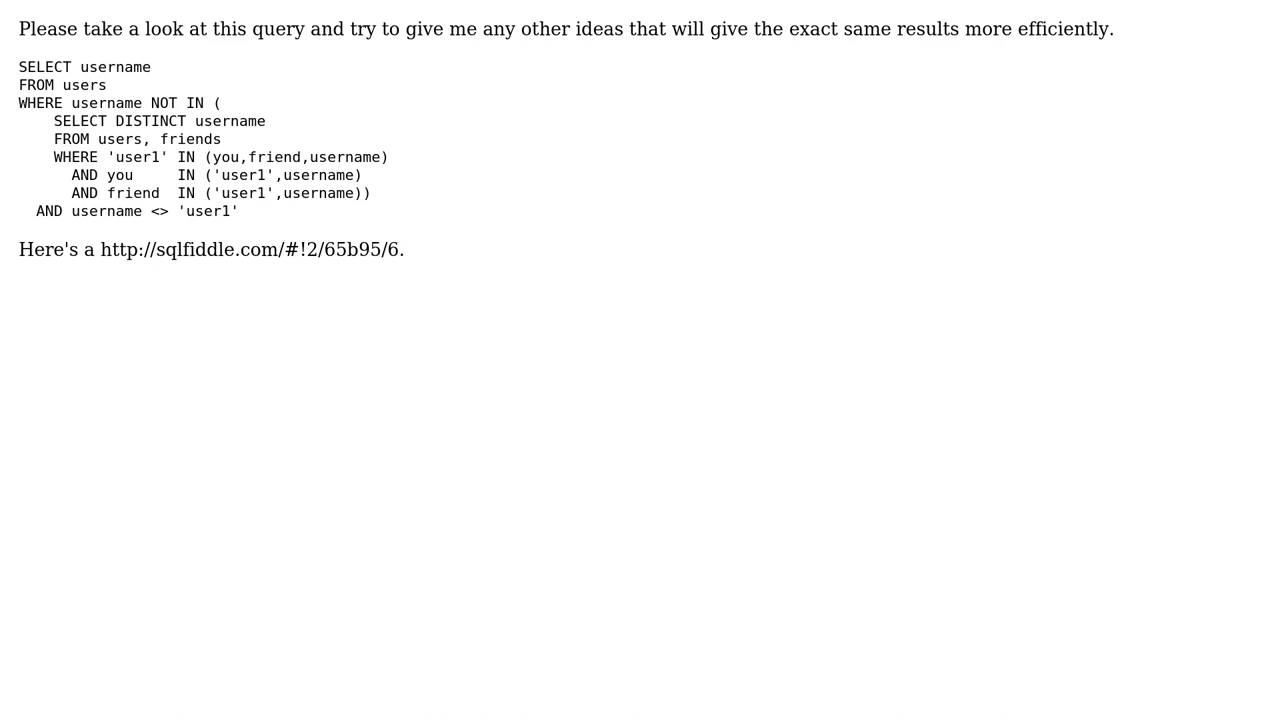 Please take a look at this query and try to give me any other ideas that will give the exact same results more efficiently.
SELECT username
FROM users
WHERE username NOT IN (
    SELECT DISTINCT username
    FROM users, friends
    WHERE 'user1' IN (you,friend,username)
      AND you     IN ('user1',username)
      AND friend  IN ('user1',username))
  AND username <> 'user1'
Here's a http://sqlfiddle.com/#!2/65b95/6.